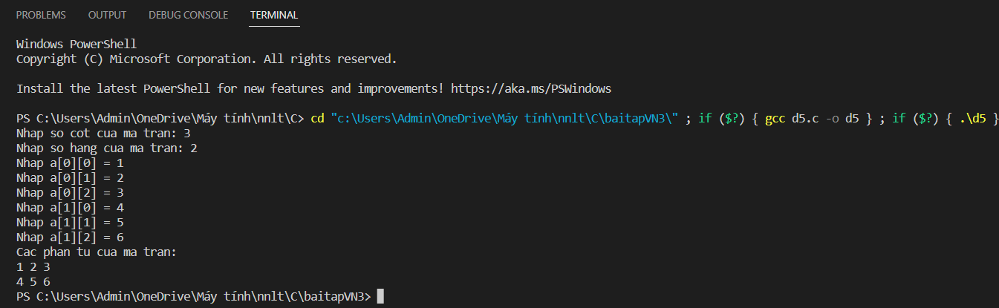 PROBLEMS OUTPUT DEBUG CONSOLE TERMINAL
Windows PowerShell
Copyright (C) Microsoft Corporation. All rights reserved.
Install the latest PowerShell for new features and improvements! https://aka.ms/PSWindows
PS C:\Users\Admin\OneDrive\Máy tính\nnlt\C> cd "c:\Users\Admin\OneDrive\Máy tính\nnlt\C\baitapVN3\" ; if ($?) { gcc d5.c -o d5 } ; if ($?) { .\d5 }
Nhap so cot cua ma tran: 3
Nhap so hang cua ma tran: 2
Nhap a[0][0] = 1
Nhap a[0][1] = 2
Nhap a[0][2] = 3
Nhap a[1][0] = 4
Nhap a[1][1] = 5
Nhap a[1][2] = 6
Cac phan tu cua ma tran:
1 2 3
4 5 6
PS C:\Users\Admin\OneDrive\Máy tính\nnlt\C\baitapVN3>